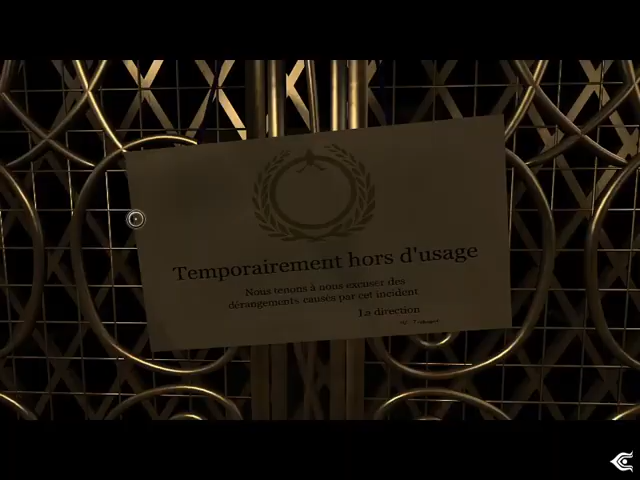 Temporairement hors d'usage
Nous tenons à nous excuser des
dérangements causés par cet incident
La direction